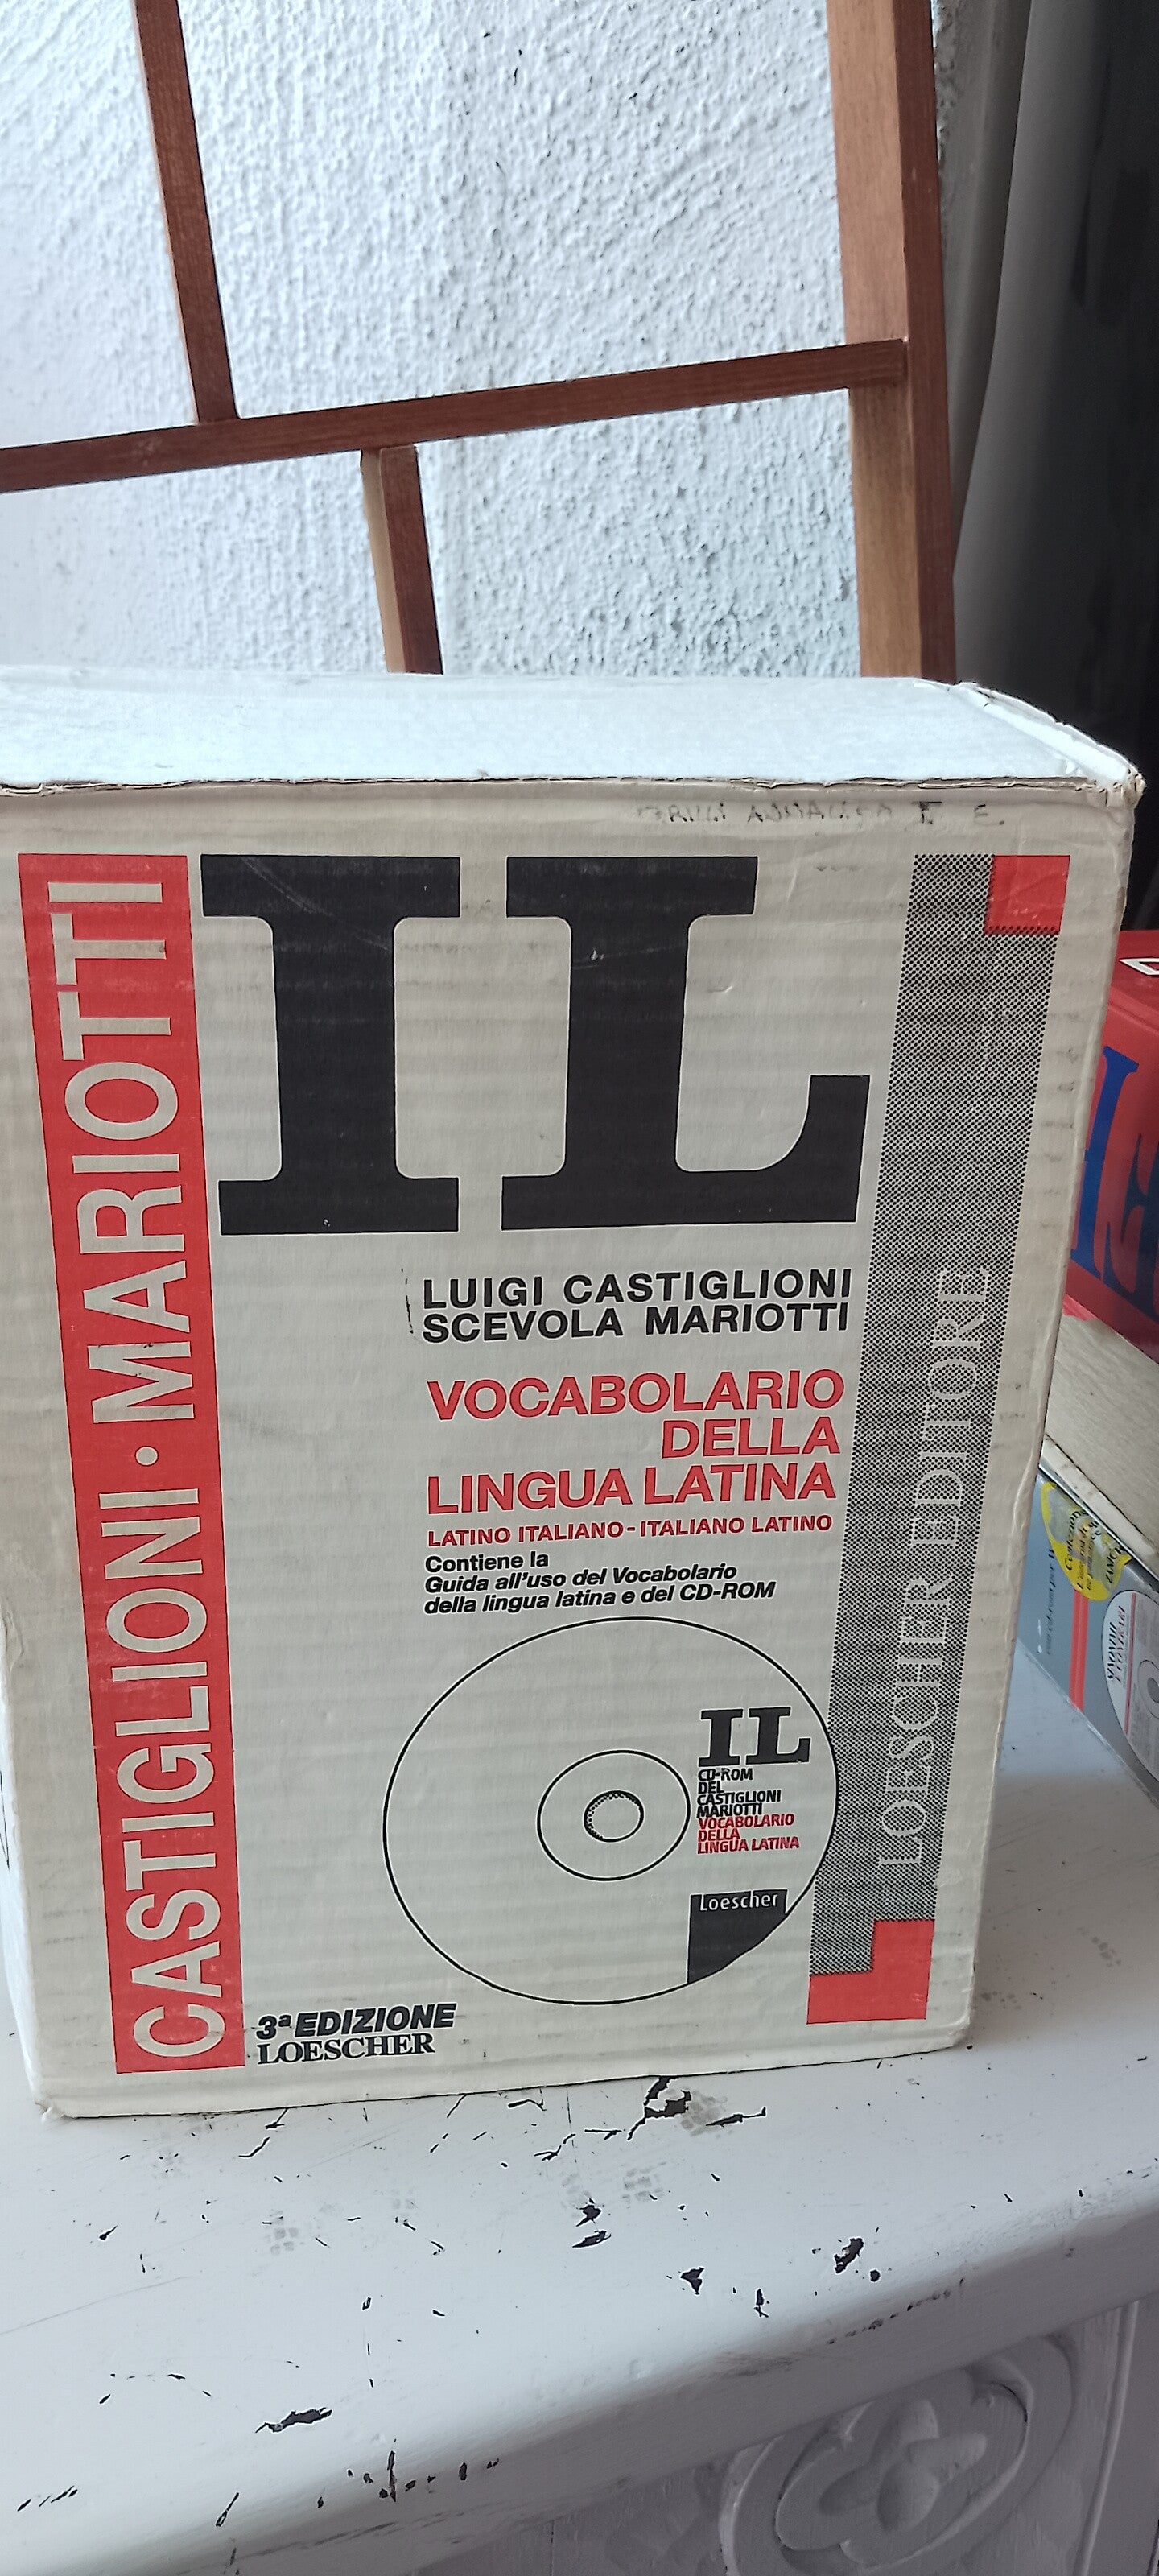 CASTIGLIONI • MARIOTTI
IL
LUIGI CASTIGLIONI
SCEVOLA MARIOTTI
VOCABOLARIO
DELLA
LINGUA LATINA
LATINO ITALIANO - ITALIANO LATINO
Contiene la
Guida all'uso del Vocabolario
della lingua latina e del CD-ROM
IL
CD-ROM
DEL
CASTIGLIONI
MARIOTTI
VOCABOLARIO
DELLA
LINGUA LATINA
Loescher
3ª EDIZIONE
LOESCHER
LOESCHER EDITORE